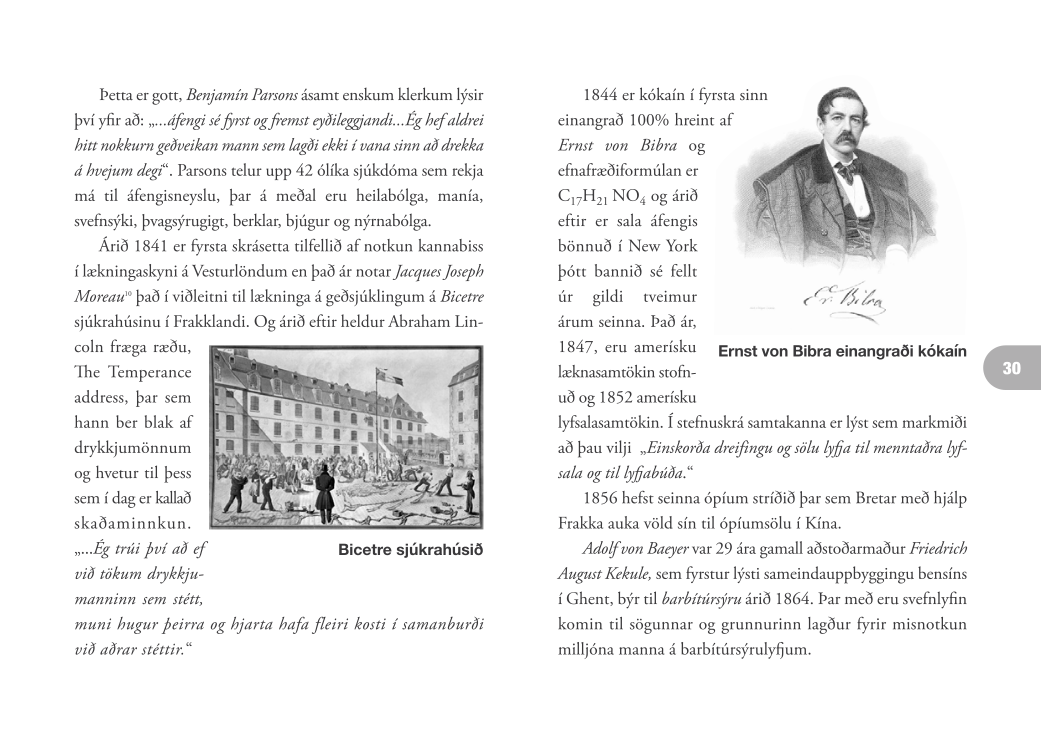 Þetta er gott, Benjamín Parsons ásamt enskum klerkum lýsir
því yfir að: „...áfengi sé fyrst og fremst eyðileggjandi...Ég hef aldrei
hitt nokkurn geðveikan mann sem lagði ekki í vana sinn að drekka
á hvejum degi“. Parsons telur upp 42 ólíka sjúkdóma sem rekja
má til áfengisneyslu, þar á meðal eru heilabólga, manía,
svefnsýki, þvagsýrugigt, berklar, bjúgur og nýrnabólga.
Árið 1841 er fyrsta skrásetta tilfellið af notkun kannabiss
í lækningaskyni á Vesturlöndum en það ár notar Jacques Joseph
Moreau¹⁰ það í viðleitni til lækninga á geðsjúklingum á Bicetre
sjúkrahúsinu í Frakklandi. Og árið eftir heldur Abraham Lin-
coln fræga ræðu,
The Temperance
address, þar sem
hann ber blak af
drykkjumönnum
og hvetur til þess
sem í dag er kallað
skaðaminnkun.
„...Ég trúi því að ef
við tökum drykkju-
manninn sem stétt,
muni hugur þeirra og hjarta hafa fleiri kosti í samanburði
við aðrar stéttir.“
Bicetre sjúkrahúsið
1844 er kókaín í fyrsta sinn
einangrað 100% hreint af
Ernst von Bibra og
efnafræðiformúlan er
C₁₇H₂₁ NO₄ og árið
eftir er sala áfengis
bönnuð í New York
þótt bannið sé fellt
úr gildi tveimur
árum seinna. Það ár,
1847, eru amerísku
læknasamtökin stofn-
uð og 1852 amerísku
lyfsalasamtökin. Í stefnuskrá samtakanna er lýst sem markmiði
að þau vilji „Einskorða dreifingu og sölu lyfja til menntaðra lyf-
sala og til lyfjabúða.“
1856 hefst seinna ópíum stríðið þar sem Bretar með hjálp
Frakka auka völd sín til ópíumsölu í Kína.
Adolf von Baeyer var 29 ára gamall aðstoðarmaður Friedrich
August Kekule, sem fyrstur lýsti sameindauppbyggingu bensíns
í Ghent, býr til barbítúrsýru árið 1864. Þar með eru svefnlyfin
komin til sögunnar og grunnurinn lagður fyrir misnotkun
milljóna manna á barbítúrsýrulyfjum.
Ernst von Bibra einangraði kókaín
30